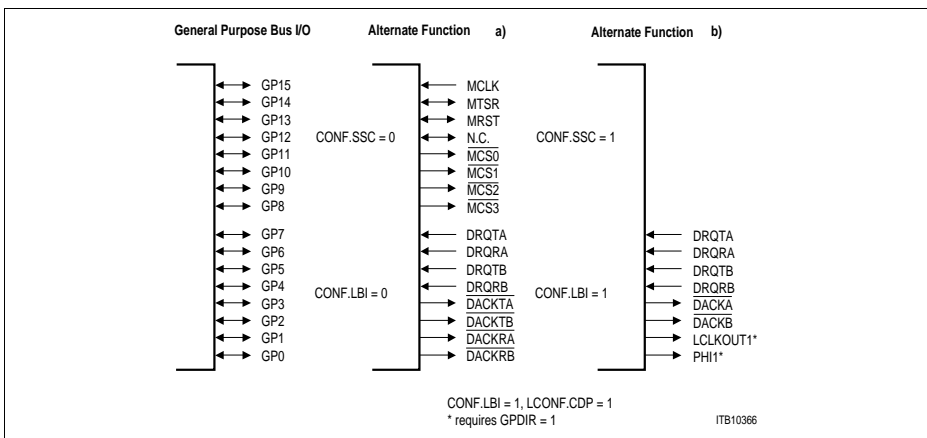 General Purpose Bus I/O Alternate Function a) Alternate Function b)
GP15 MCLK
GP14 MTSR
GP13 MRST
GP12 CONF.SSC = 0 N.C. CONF.SSC = 1
GP11 MCS0
GP10 MCS1
GP9 MCS2
GP8 MCS3
GP7 DRQTA DRQTA
GP6 DRQRA DRQRA
GP5 DRQTB DRQTB
GP4 CONF.LBI = 0 DRQRB CONF.LBI = 1 DRQRB
GP3 DACKTA DACKA
GP2 DACKTB DACKB
GP1 DACKRA LCLKOUT1*
GP0 DACKRB PHI1*
CONF.LBI = 1, LCONF.CDP = 1
* requires GPDIR = 1 ITB10366